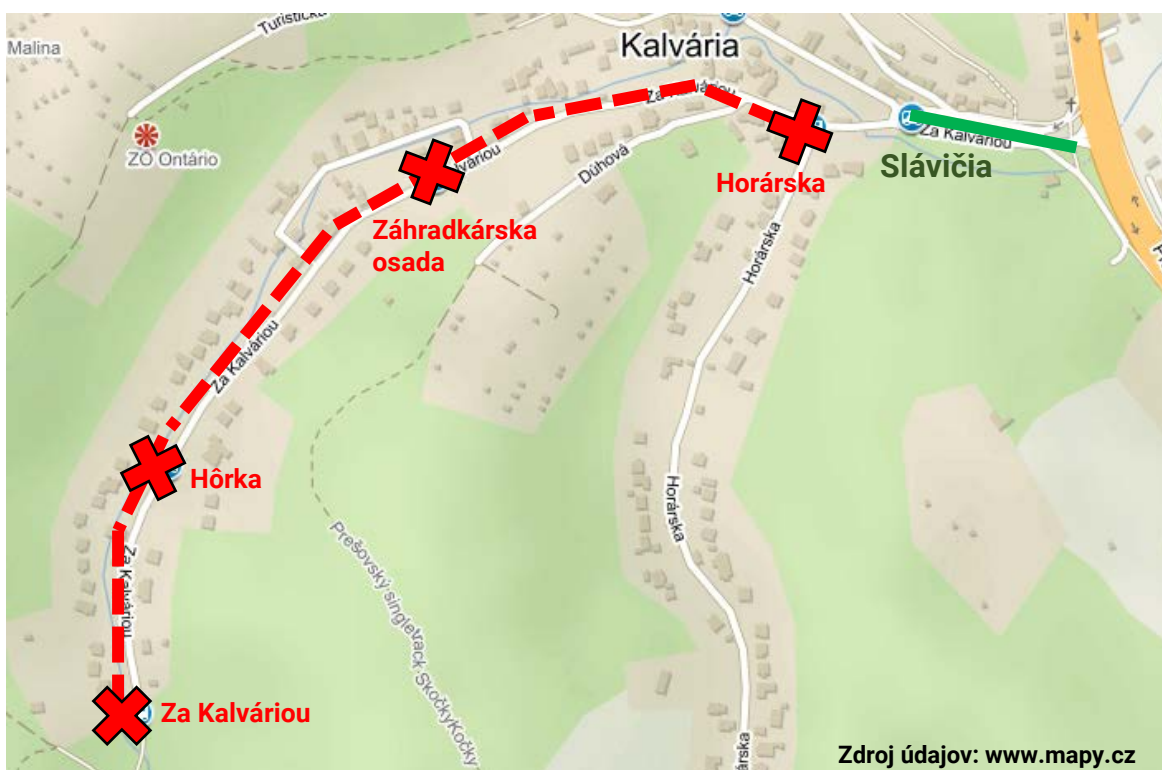 Turistická
Malina
Kalvária
Za Kalváriou
ZO Ontário
Za Kalváriou
Slávičia
Kalváriou
Dúhová
Horárska
Záhradkárska
osada
Horárska
Za Kalváriou
Hôrka
Horárska
Prešovský singletrack SkočkyKočky
Za Kalváriou
Za Kalváriou
Zdroj údajov: www.mapy.cz